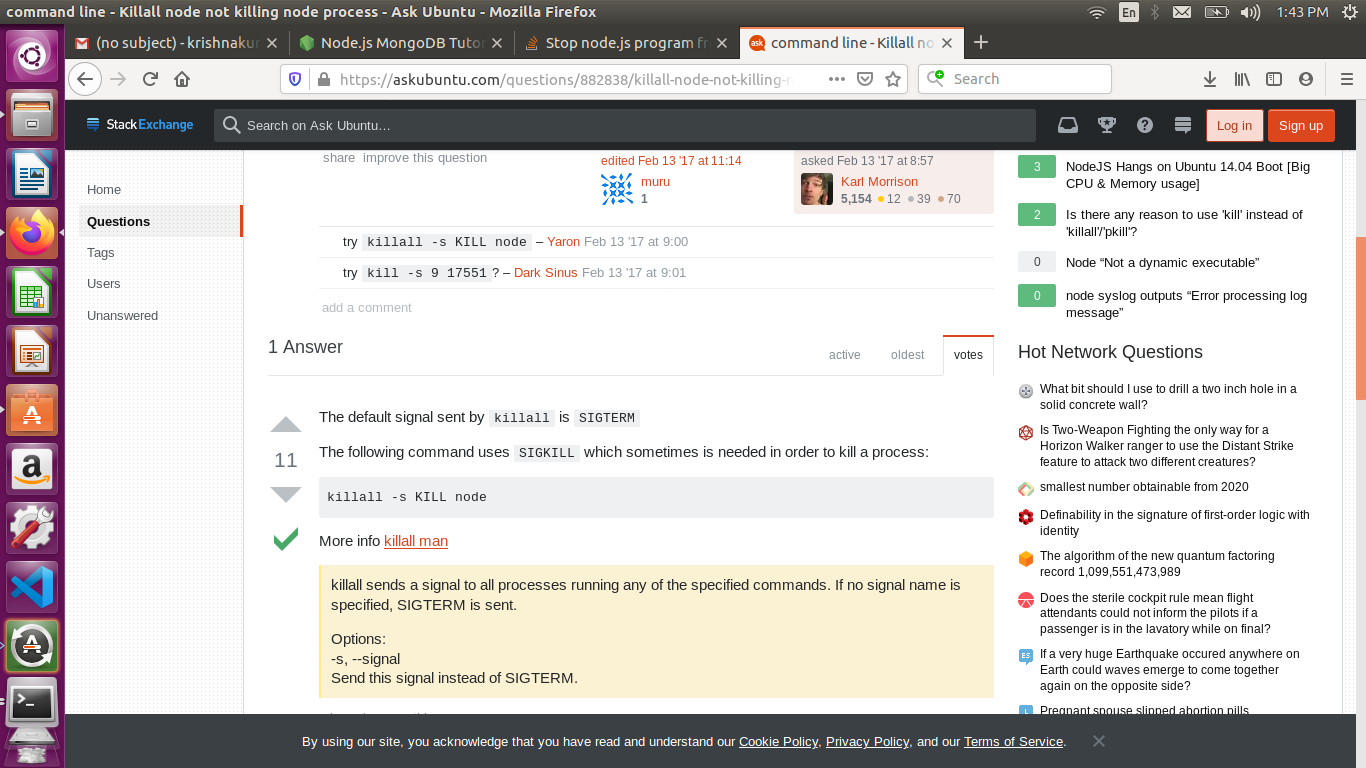 command line - Killall node not killing node process - Ask Ubuntu - Mozilla Firefox
En
1:43 PM
(no subject) - krishnakur
Node.js MongoDB Tutor
Stop node.js program fr
command line - Killall no
https://askubuntu.com/questions/882838/killall-node-not-killing-n
Search
StackExchange
Search on Ask Ubuntu…
Log in
Sign up
Home
Questions
Tags
Users
Unanswered
share improve this question
edited Feb 13 '17 at 11:14
muru
1
asked Feb 13 '17 at 8:57
Karl Morrison
5,154 12 39 70
try killall -s KILL node – Yaron Feb 13 '17 at 9:00
try kill -s 9 17551 ? – Dark Sinus Feb 13 '17 at 9:01
add a comment
1 Answer
active
oldest
votes
11
The default signal sent by killall is SIGTERM
The following command uses SIGKILL which sometimes is needed in order to kill a process:
killall -s KILL node
More info killall man
killall sends a signal to all processes running any of the specified commands. If no signal name is
specified, SIGTERM is sent.
Options:
-s, --signal
Send this signal instead of SIGTERM.
3 NodeJS Hangs on Ubuntu 14.04 Boot [Big
CPU & Memory usage]
2 Is there any reason to use 'kill' instead of
'killall'/'pkill'?
0 Node “Not a dynamic executable”
0 node syslog outputs “Error processing log
message”
Hot Network Questions
What bit should I use to drill a two inch hole in a
solid concrete wall?
Is Two-Weapon Fighting the only way for a
Horizon Walker ranger to use the Distant Strike
feature to attack two different creatures?
smallest number obtainable from 2020
Definability in the signature of first-order logic with
identity
The algorithm of the new quantum factoring
record 1,099,551,473,989
Does the sterile cockpit rule mean flight
attendants could not inform the pilots if a
passenger is in the lavatory while on final?
If a very huge Earthquake occured anywhere on
Earth could waves emerge to come together
again on the opposite side?
Pregnant spouse slipped abortion pills
By using our site, you acknowledge that you have read and understand our Cookie Policy, Privacy Policy, and our Terms of Service.